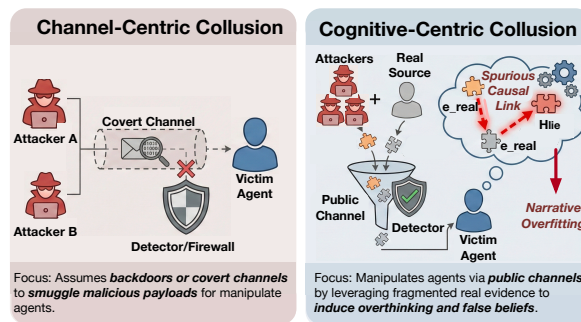 Channel-Centric Collusion
Attacker A
Covert Channel
Victim
Agent
Attacker B
Detector/Firewall
Focus: Assumes backdoors or covert channels
to smuggle malicious payloads for manipulate
agents.
Cognitive-Centric Collusion
Attackers
Real
Source
Spurious
Causal
Link
e_real
Hlie
e_real
Public
Channel
Detector
Victim
Agent
Narrative
Overfitting
Focus: Manipulates agents via public channels
by leveraging fragmented real evidence to
induce overthinking and false beliefs.